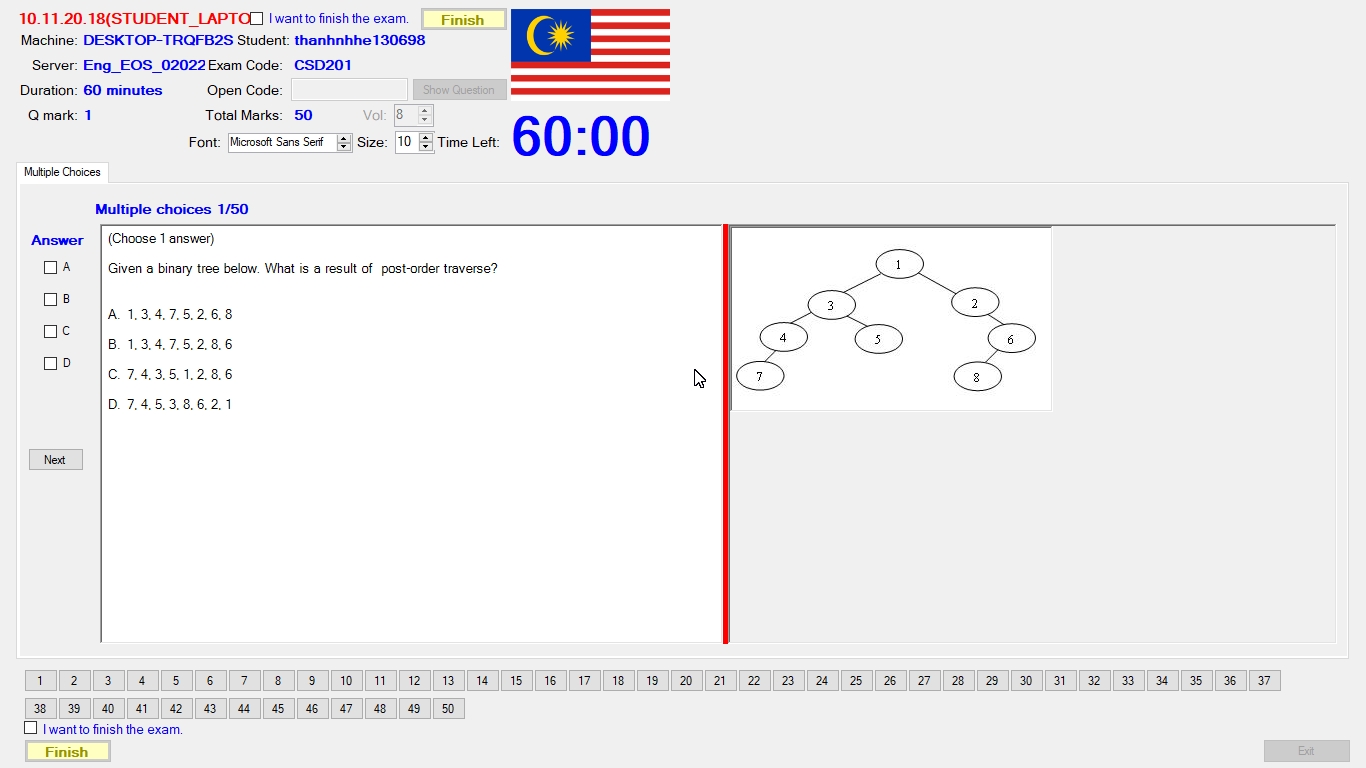 10.11.20.18(STUDENT_LAPTO
I want to finish the exam.
Finish
Machine: DESKTOP-TRQFB2S Student: thanhnhhe130698
Server: Eng_EOS_02022 Exam Code: CSD201
Duration: 60 minutes Open Code: Show Question
Q mark: 1 Total Marks: 50 Vol: 8
Font: Microsoft Sans Serif Size: 10 Time Left: 60:00
Multiple Choices
Multiple choices 1/50
Answer
A
B
C
D
Next
(Choose 1 answer)
Given a binary tree below. What is a result of  post-order traverse?
A. 1, 3, 4, 7, 5, 2, 6, 8
B. 1, 3, 4, 7, 5, 2, 8, 6
C. 7, 4, 3, 5, 1, 2, 8, 6
D. 7, 4, 5, 3, 8, 6, 2, 1
1
3 2
4 5 6
7 8
1 2 3 4 5 6 7 8 9 10 11 12 13 14 15 16 17 18 19 20 21 22 23 24 25 26 27 28 29 30 31 32 33 34 35 36 37
38 39 40 41 42 43 44 45 46 47 48 49 50
I want to finish the exam.
Finish
Exit